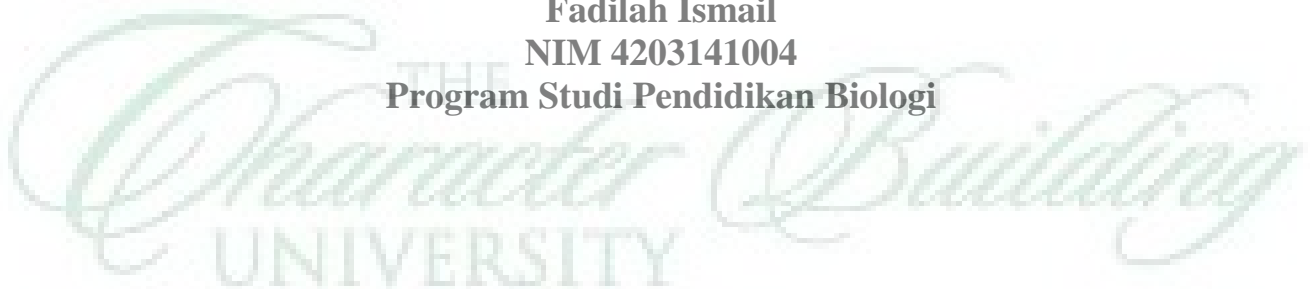 Fadilah Ismail
NIM 4203141004
THE
Program Studi Pendidikan Biologi
Character Building
UNIVERSITY